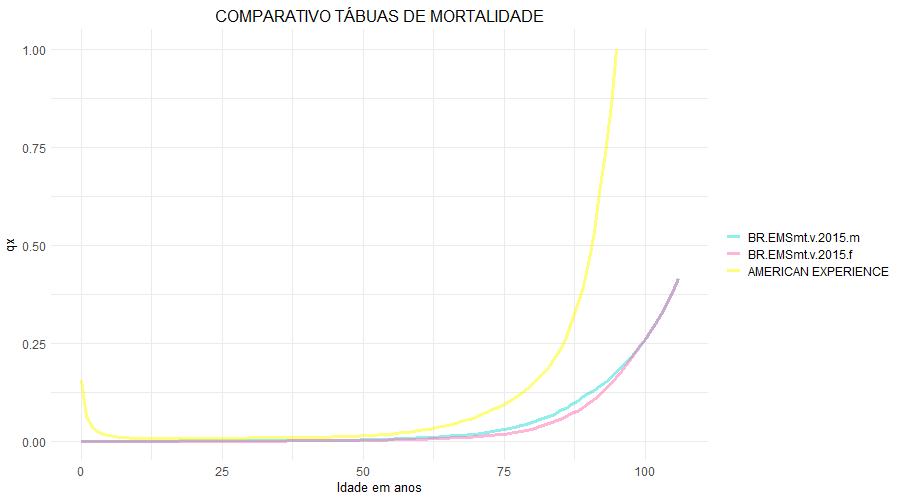 COMPARATIVO TÁBUAS DE MORTALIDADE
1.00
0.75
0.50
0.25
0.00
qx
0 25 50 75 100
Idade em anos
BR.EMSmt.v.2015.m
BR.EMSmt.v.2015.f
AMERICAN EXPERIENCE